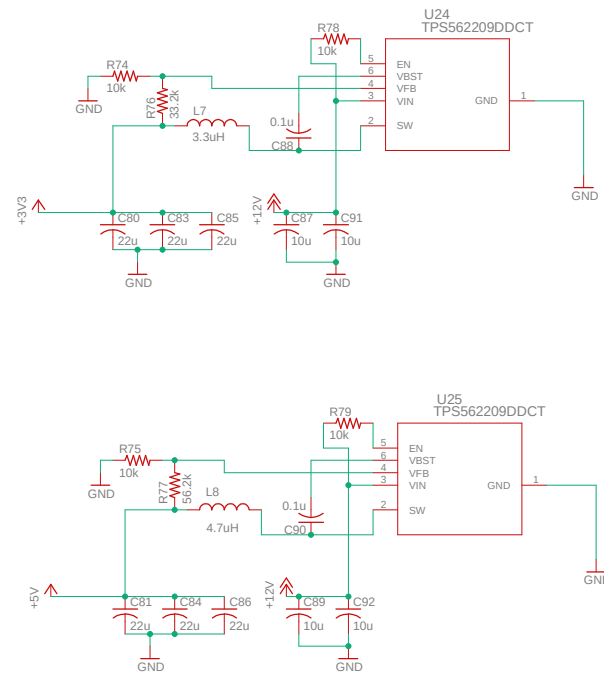 U24
TPS562209DDCT
R78
10k
5
EN
6
VBST
4
VFB
3
VIN
GND
1
2
SW
R74
10k
GND
R76
33.2k
L7
3.3uH
0.1u
C88
GND
+3V3
C80
22u
C83
22u
C85
22u
GND
+12V
C87
10u
C91
10u
GND
U25
TPS562209DDCT
R79
10k
5
EN
6
VBST
4
VFB
3
VIN
GND
1
2
SW
R75
10k
GND
R77
56.2k
L8
4.7uH
0.1u
C90
GND
+5V
C81
22u
C84
22u
C86
22u
GND
+12V
C89
10u
C92
10u
GND